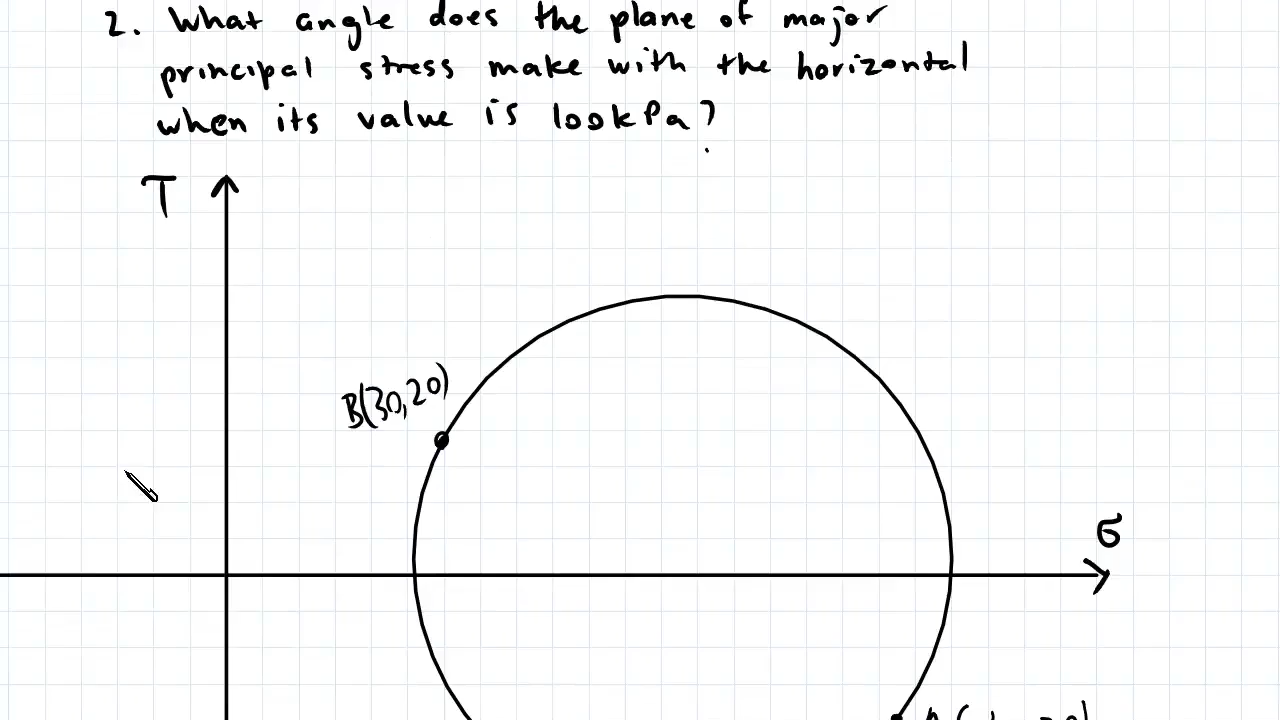 2. What angle does the plane of major
principal stress make with the horizontal
when its value is 100kPa?
τ
B(30,20)
σ